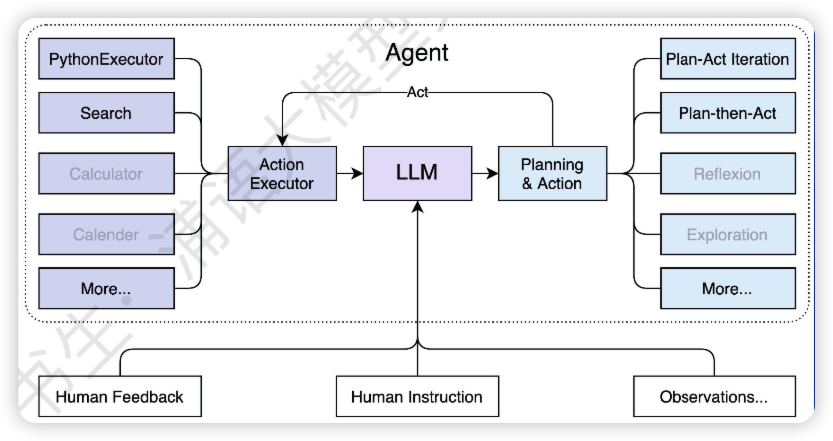 Agent
PythonExecutor
Search
Calculator
Calender
More...
Act
Action
Executor
LLM
Planning
& Action
Plan-Act Iteration
Plan-then-Act
Reflexion
Exploration
More...
Human Feedback
Human Instruction
Observations...
书生·浦语大模型